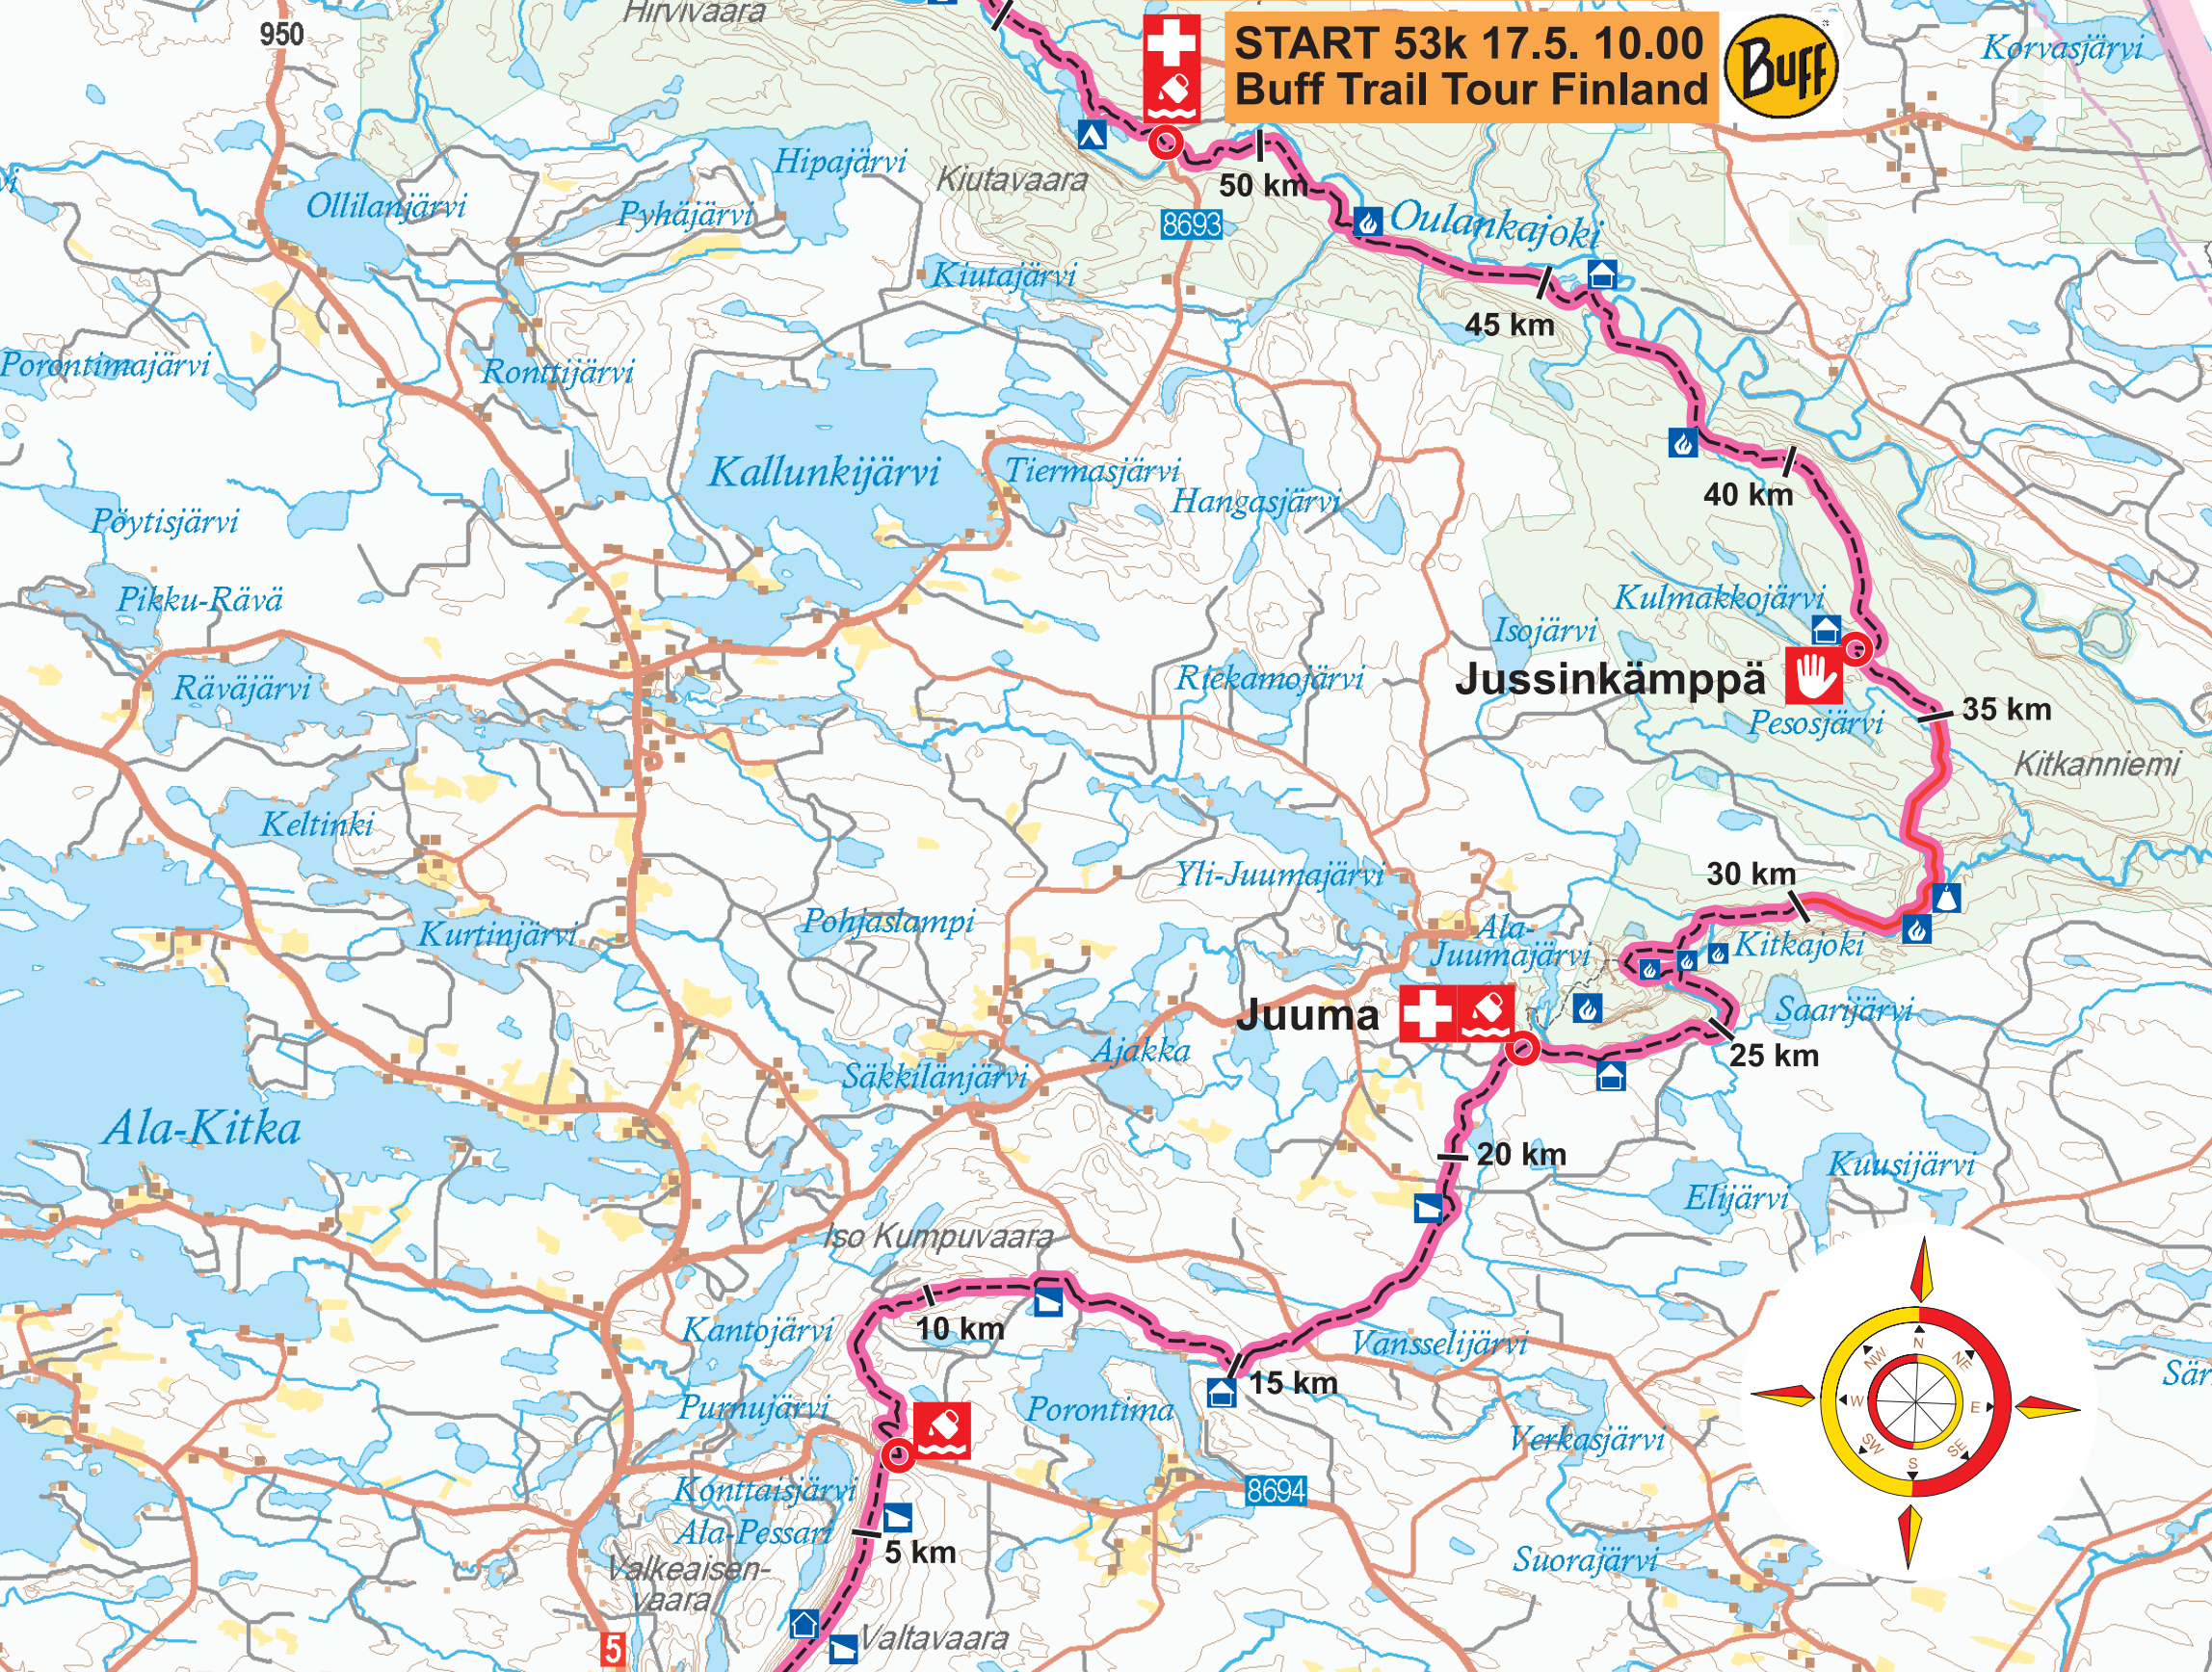 Hirvivaara
950
START 53k 17.5. 10.00
Buff Trail Tour Finland
Buff
Korvasjärvi
Hipajärvi
Kiutavaara
50 km
Ollilanjärvi
Pyhäjärvi
8693
Oulankajoki
Kiutajärvi
45 km
Porontimajärvi
Ronttijärvi
Kallunkijärvi
Tiermasjärvi
Hangasjärvi
40 km
Pöytisjärvi
Pikku-Rävä
Kulmakkojärvi
Isojärvi
Räväjärvi
Riekamojärvi
Jussinkämppä
35 km
Pesosjärvi
Kitkanniemi
Keltinki
Yli-Juumajärvi
30 km
Pohjaslampi
Kurtinjärvi
Ala-
Juumajärvi
Kitkajoki
Juuma
Saarijärvi
25 km
Ajakka
Säkkilänjärvi
Ala-Kitka
20 km
Kuusijärvi
Elijärvi
Iso Kumpuvaara
10 km
Kantojärvi
Vansselijärvi
15 km
Sär
N
NE
E
SE
S
SW
W
NW
Purnujärvi
Porontima
Verkasjärvi
Konttaisjärvi
8694
Ala-Pessari
5 km
Suorajärvi
Valkeaisen-
vaara
Valtavaara
5